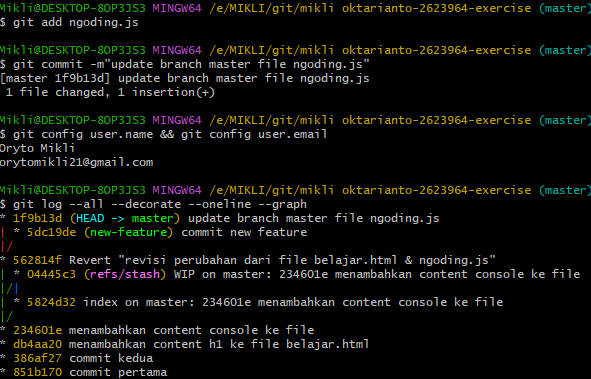 Mikli@DESKTOP-8OP3JS3 MINGW64 /e/MIKLI/git/mikli oktarianto-2623964-exercise (master)
$ git add ngoding.js
Mikli@DESKTOP-8OP3JS3 MINGW64 /e/MIKLI/git/mikli oktarianto-2623964-exercise (master)
$ git commit -m"update branch master file ngoding.js"
[master 1f9b13d] update branch master file ngoding.js
 1 file changed, 1 insertion(+)
Mikli@DESKTOP-8OP3JS3 MINGW64 /e/MIKLI/git/mikli oktarianto-2623964-exercise (master)
$ git config user.name && git config user.email
Oryto Mikli
orytomikli21@gmail.com
Mikli@DESKTOP-8OP3JS3 MINGW64 /e/MIKLI/git/mikli oktarianto-2623964-exercise (master)
$ git log --all --decorate --oneline --graph
* 1f9b13d (HEAD -> master) update branch master file ngoding.js
| * 5dc19de (new-feature) commit new feature
|/
* 562814f Revert "revisi perubahan dari file belajar.html & ngoding.js"
| * 04445c3 (refs/stash) WIP on master: 234601e menambahkan content console ke file
|/|
| * 5824d32 index on master: 234601e menambahkan content console ke file
|/
* 234601e menambahkan content console ke file
* db4aa20 menambahkan content h1 ke file belajar.html
* 386af27 commit kedua
* 851b170 commit pertama